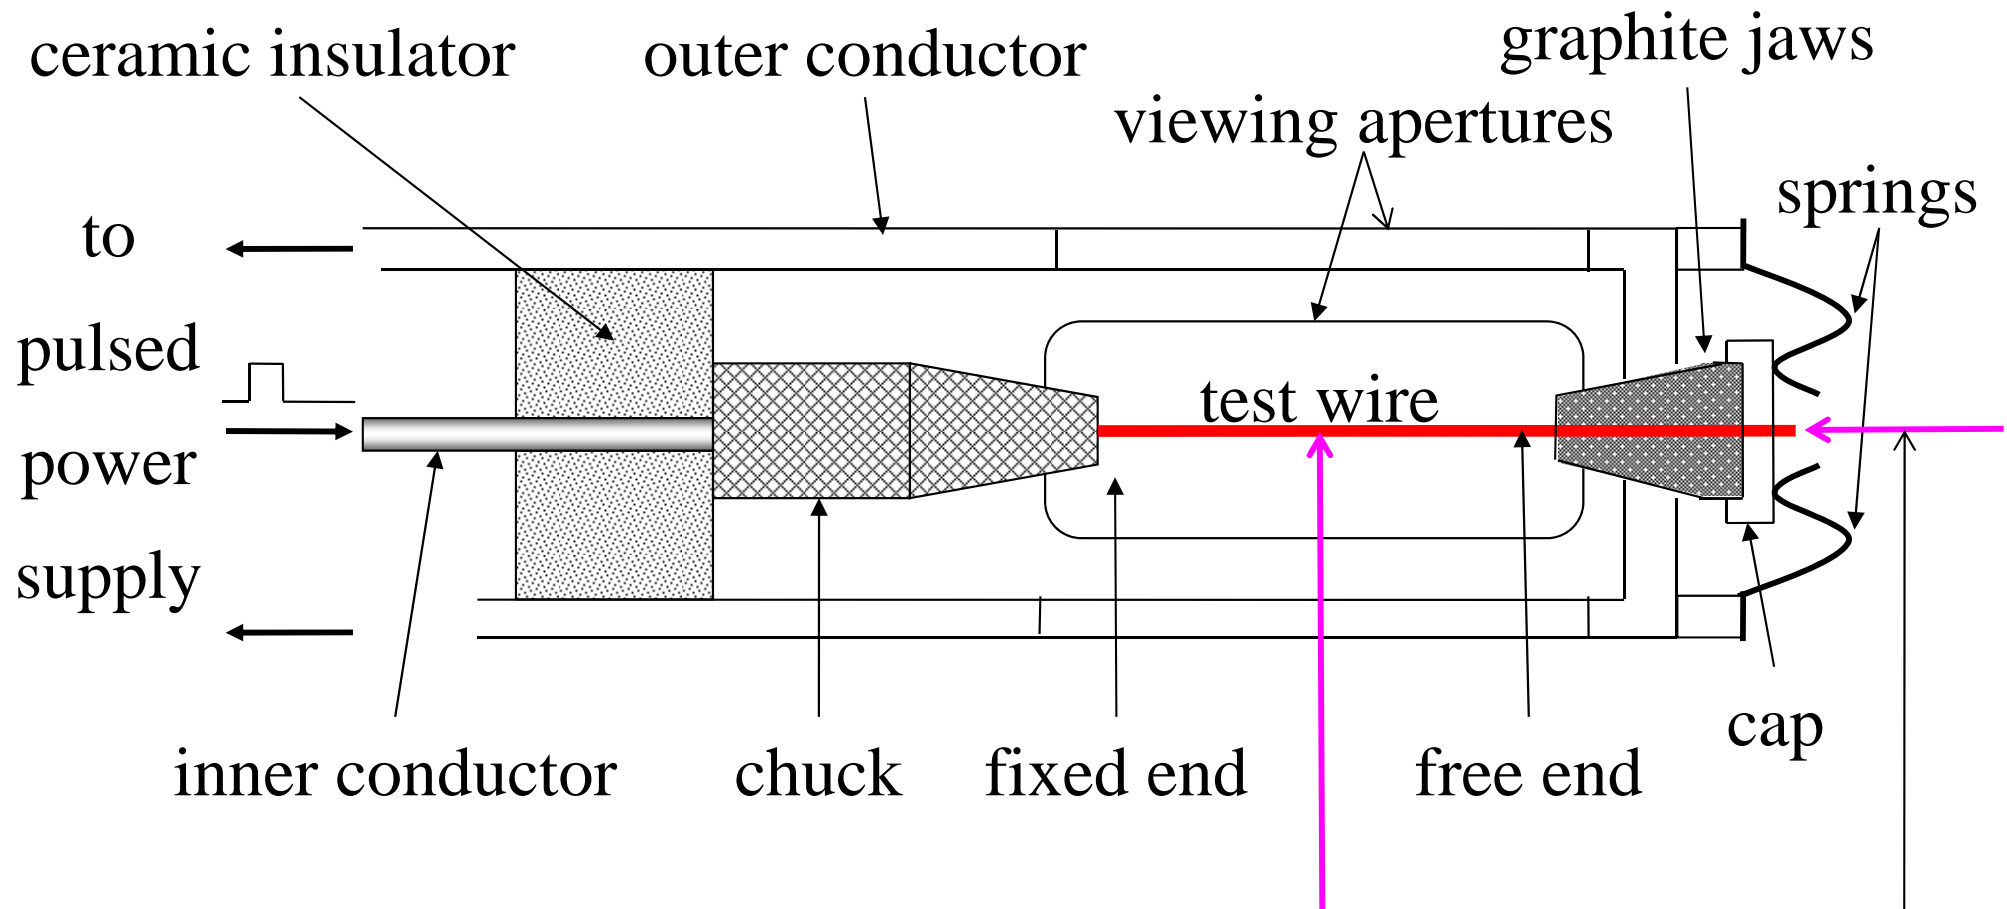 ceramic insulator
outer conductor
graphite jaws
viewing apertures
springs
to
pulsed
power
supply
test wire
inner conductor
chuck
fixed end
free end
cap